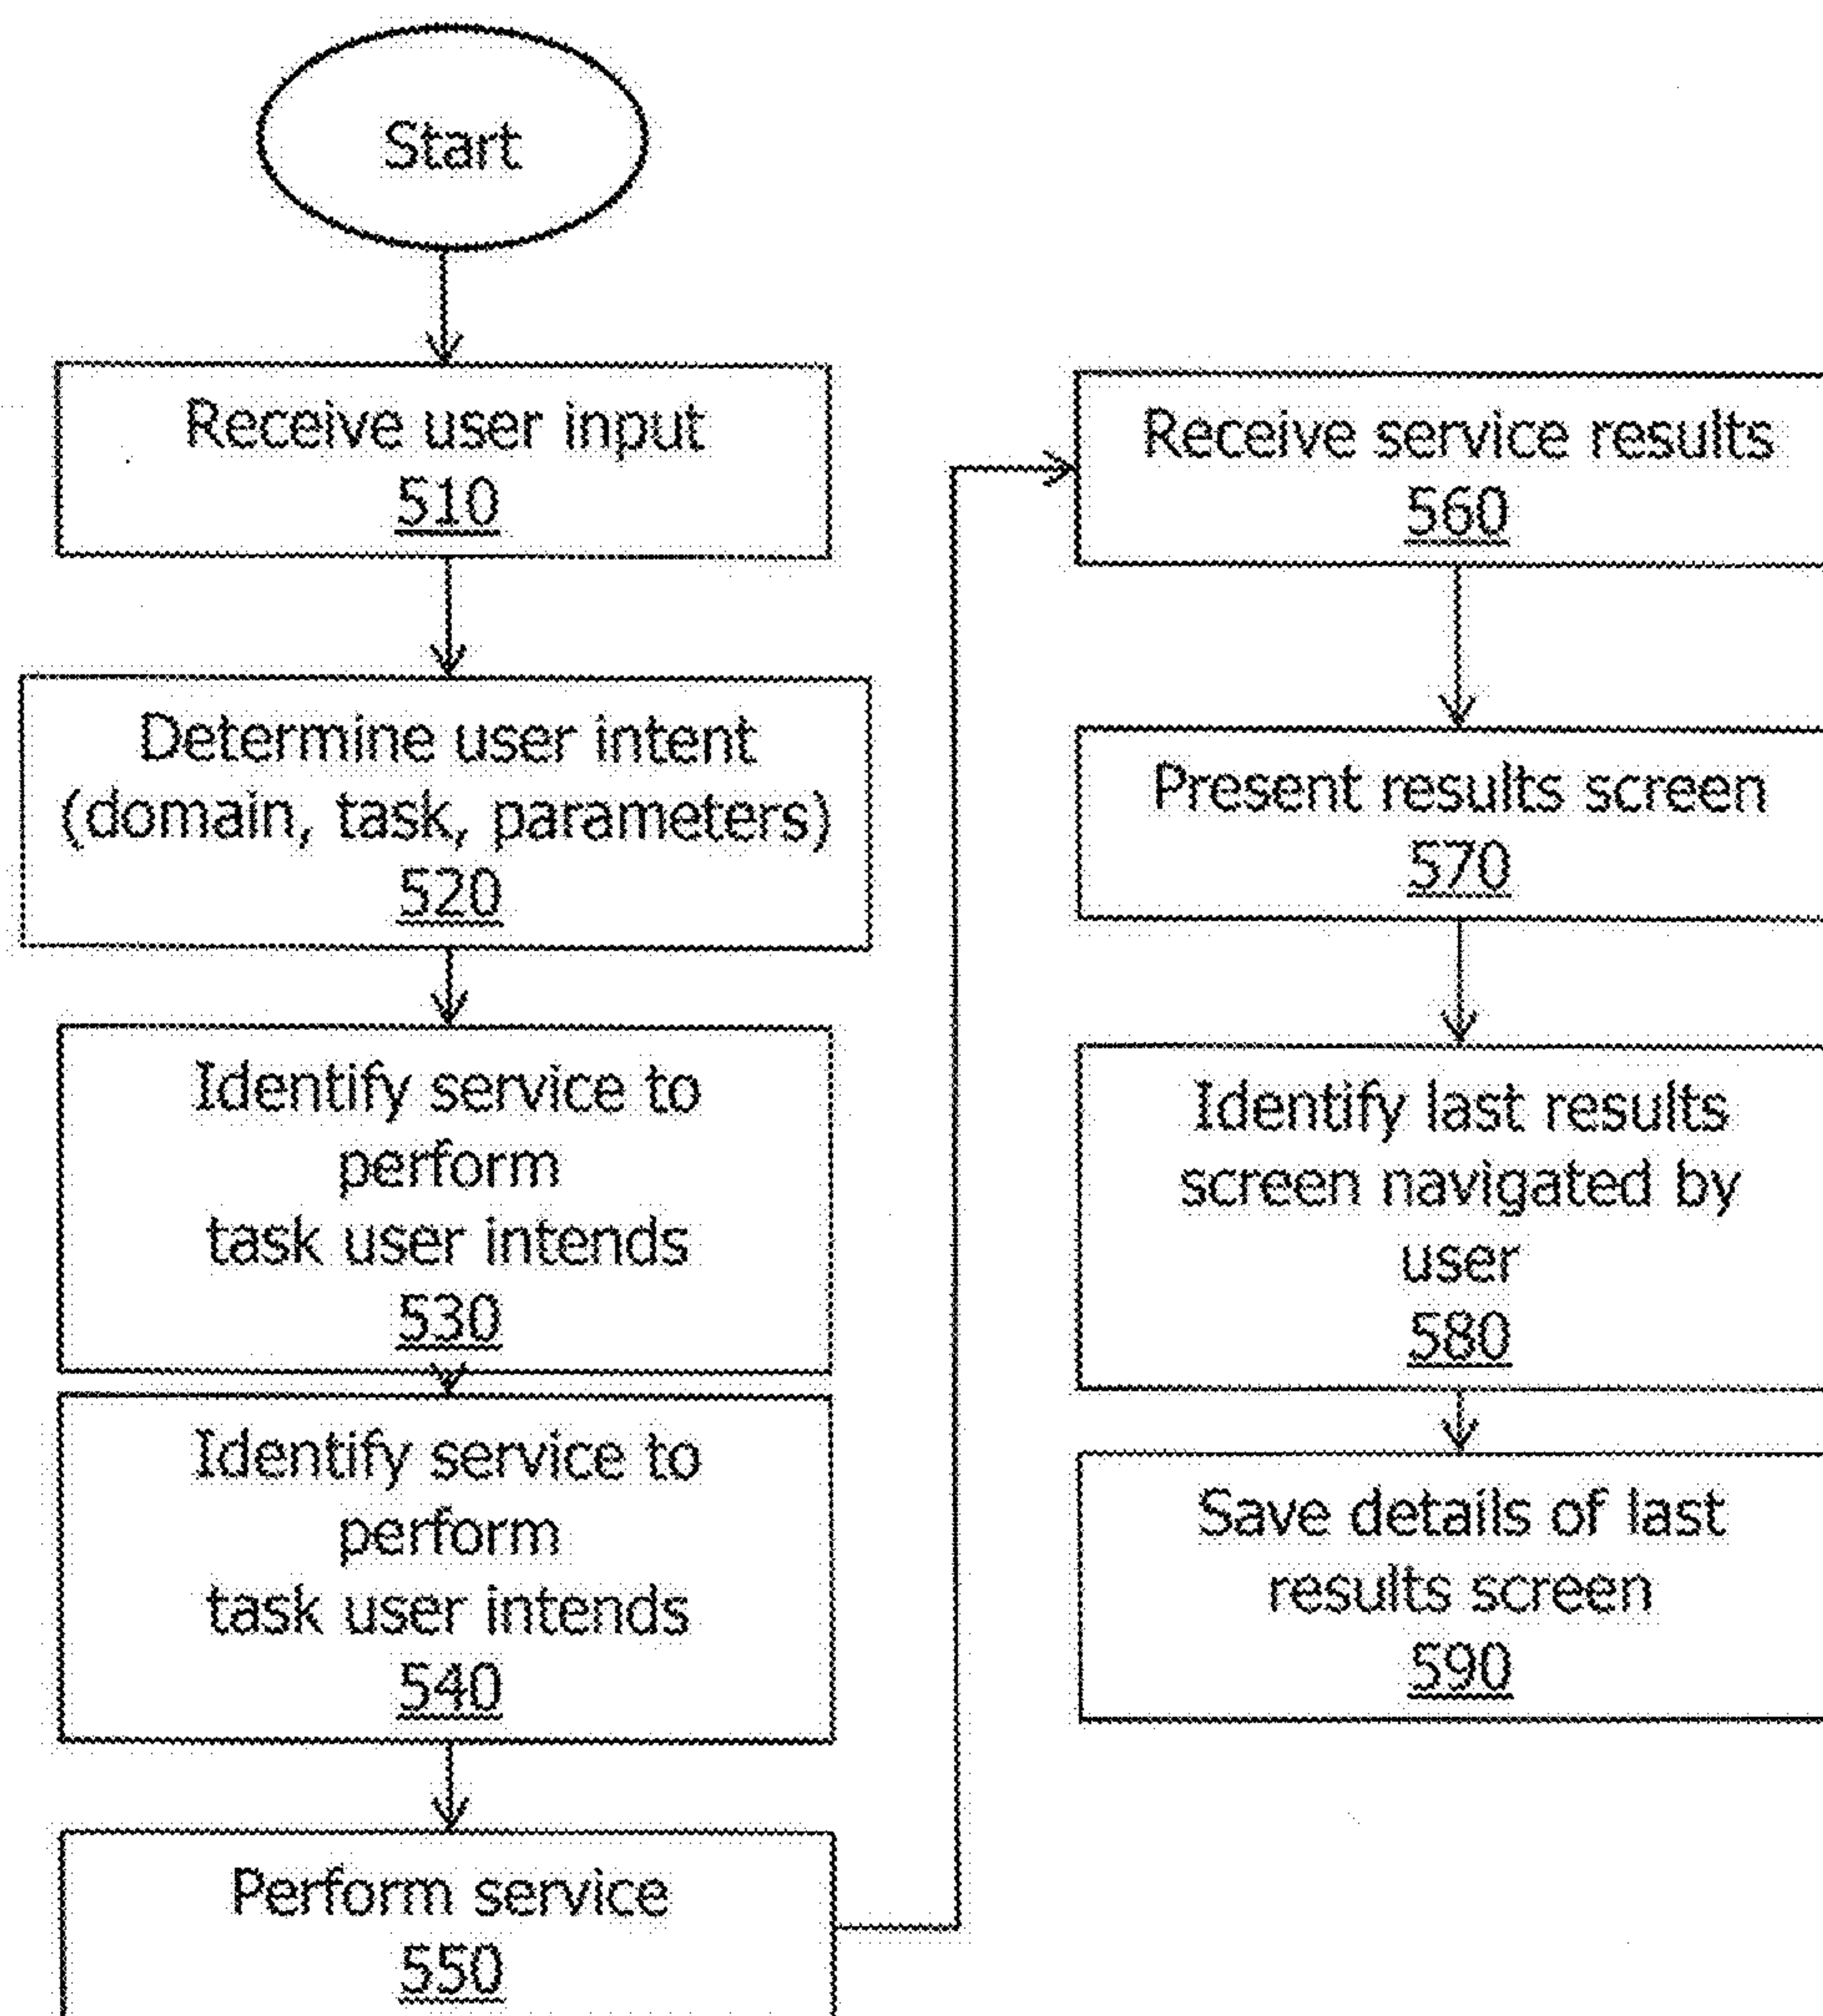 Start
Receive user input
510
Determine user intent
(domain, task, parameters)
520
Identify service to
perform
task user intends
530
Identify service to
perform
task user intends
540
Perform service
550
Receive service results
560
Present results screen
570
Identify last results
screen navigated by
user
580
Save details of last
results screen
590